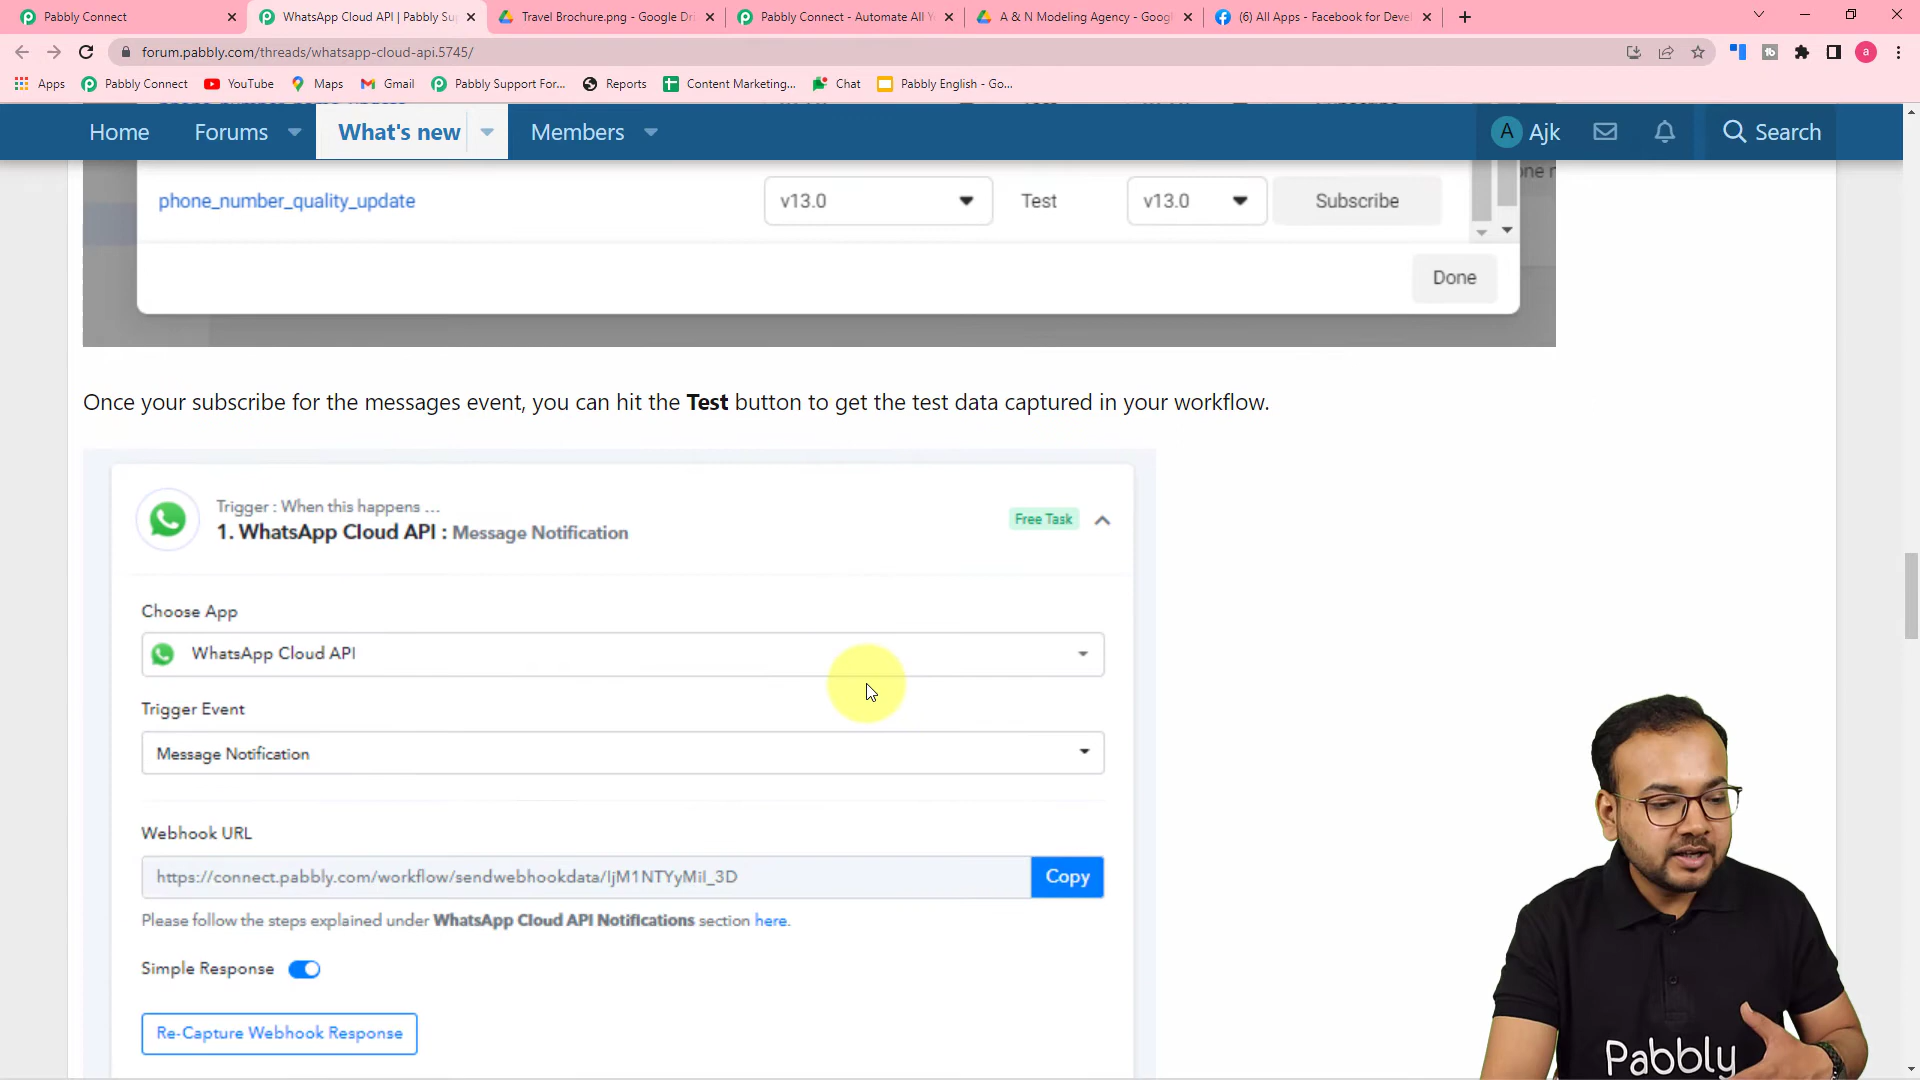 Pabbly Connect
WhatsApp Cloud API | Pabbly Su
Travel Brochure.png - Google Dri
Pabbly Connect - Automate All Y
A & N Modeling Agency - Googl
(6) All Apps - Facebook for Deve
forum.pabbly.com/threads/whatsapp-cloud-api.5745/
a
Apps
Pabbly Connect
YouTube
Maps
Gmail
Pabbly Support For...
Reports
Content Marketing...
Chat
Pabbly English - Go...
Home
Forums
What's new
Members
A
Ajk
Search
phone_number_quality_update
v13.0
Test
v13.0
Subscribe
Done
Once your subscribe for the messages event, you can hit the Test button to get the test data captured in your workflow.
Trigger : When this happens ...
1. WhatsApp Cloud API : Message Notification
Free Task
Choose App
WhatsApp Cloud API
Trigger Event
Message Notification
Webhook URL
https://connect.pabbly.com/workflow/sendwebhookdata/IjM1NTYyMiI_3D
Copy
Please follow the steps explained under WhatsApp Cloud API Notifications section here.
Simple Response
Re-Capture Webhook Response
Pabbly